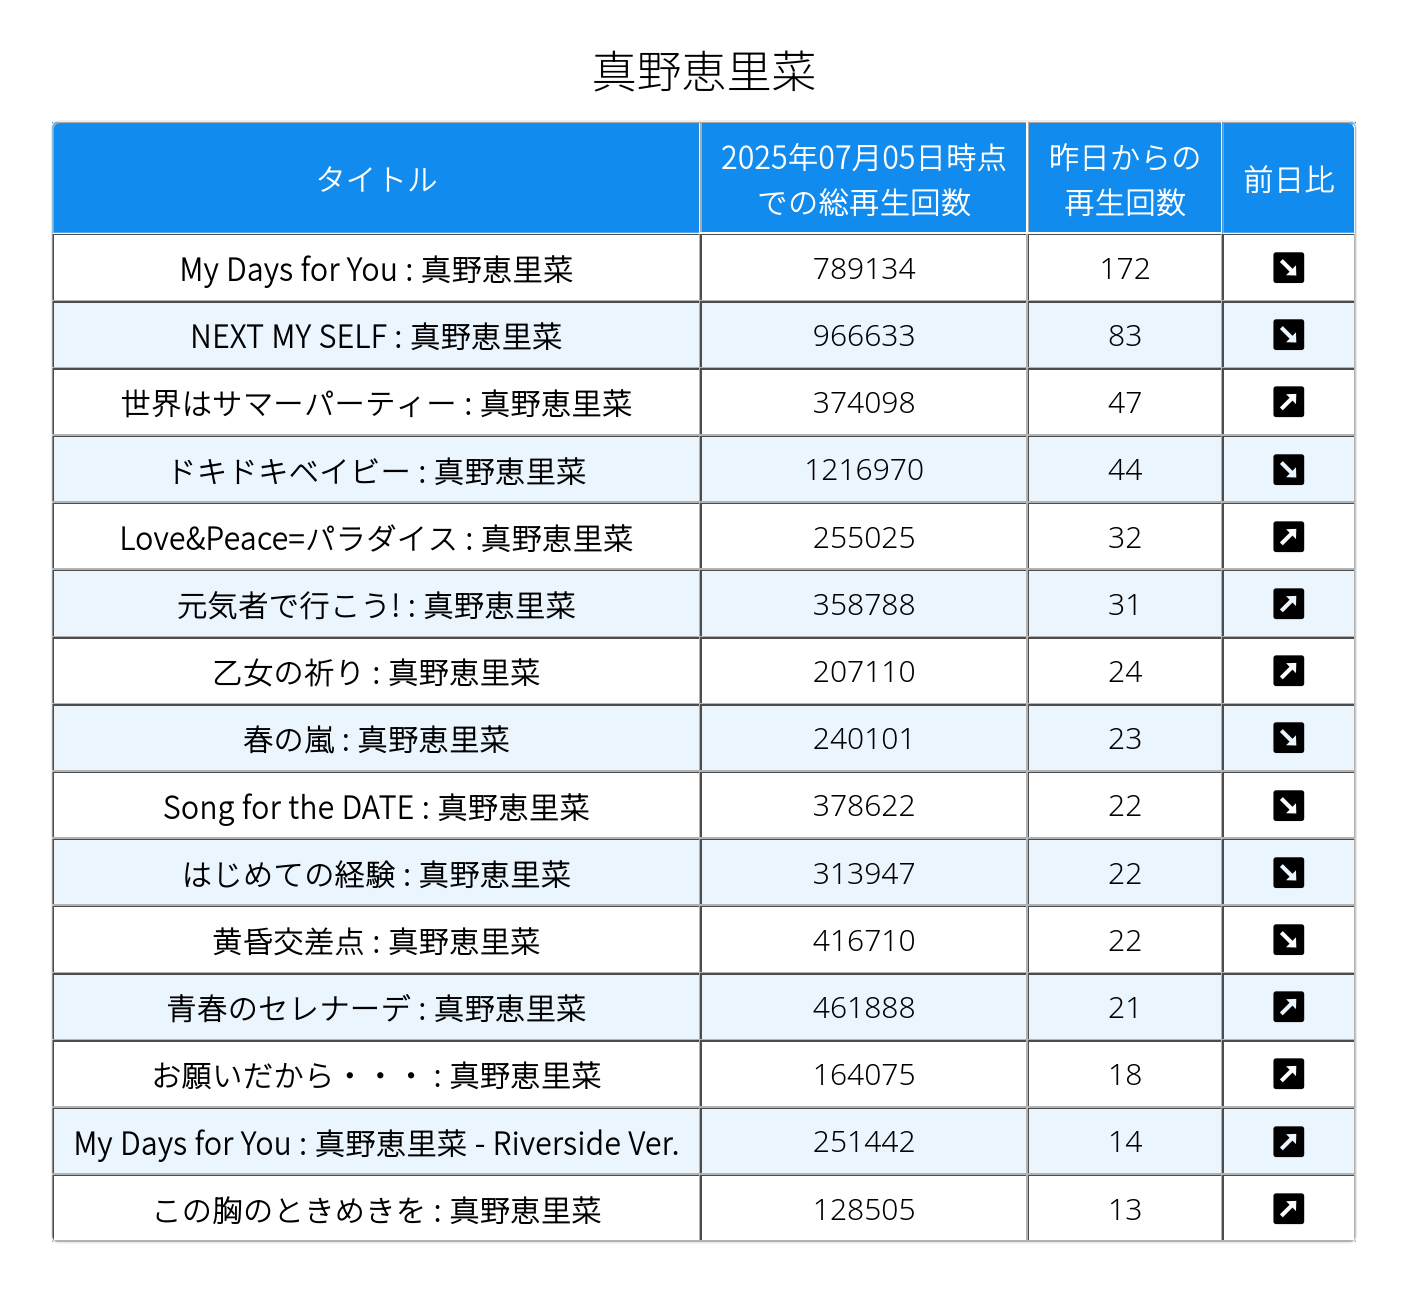 真野恵里菜
タイトル 2025年07月05日時点での総再生回数 昨日からの再生回数 前日比
My Days for You : 真野恵里菜 789134 172 ↘
NEXT MY SELF : 真野恵里菜 966633 83 ↘
世界はサマーパーティー : 真野恵里菜 374098 47 ↗
ドキドキベイビー : 真野恵里菜 1216970 44 ↘
Love&Peace=パラダイス : 真野恵里菜 255025 32 ↗
元気者で行こう! : 真野恵里菜 358788 31 ↗
乙女の祈り : 真野恵里菜 207110 24 ↗
春の嵐 : 真野恵里菜 240101 23 ↘
Song for the DATE : 真野恵里菜 378622 22 ↘
はじめての経験 : 真野恵里菜 313947 22 ↘
黄昏交差点 : 真野恵里菜 416710 22 ↘
青春のセレナーデ : 真野恵里菜 461888 21 ↗
お願いだから・・・ : 真野恵里菜 164075 18 ↗
My Days for You : 真野恵里菜 - Riverside Ver. 251442 14 ↗
この胸のときめきを : 真野恵里菜 128505 13 ↗